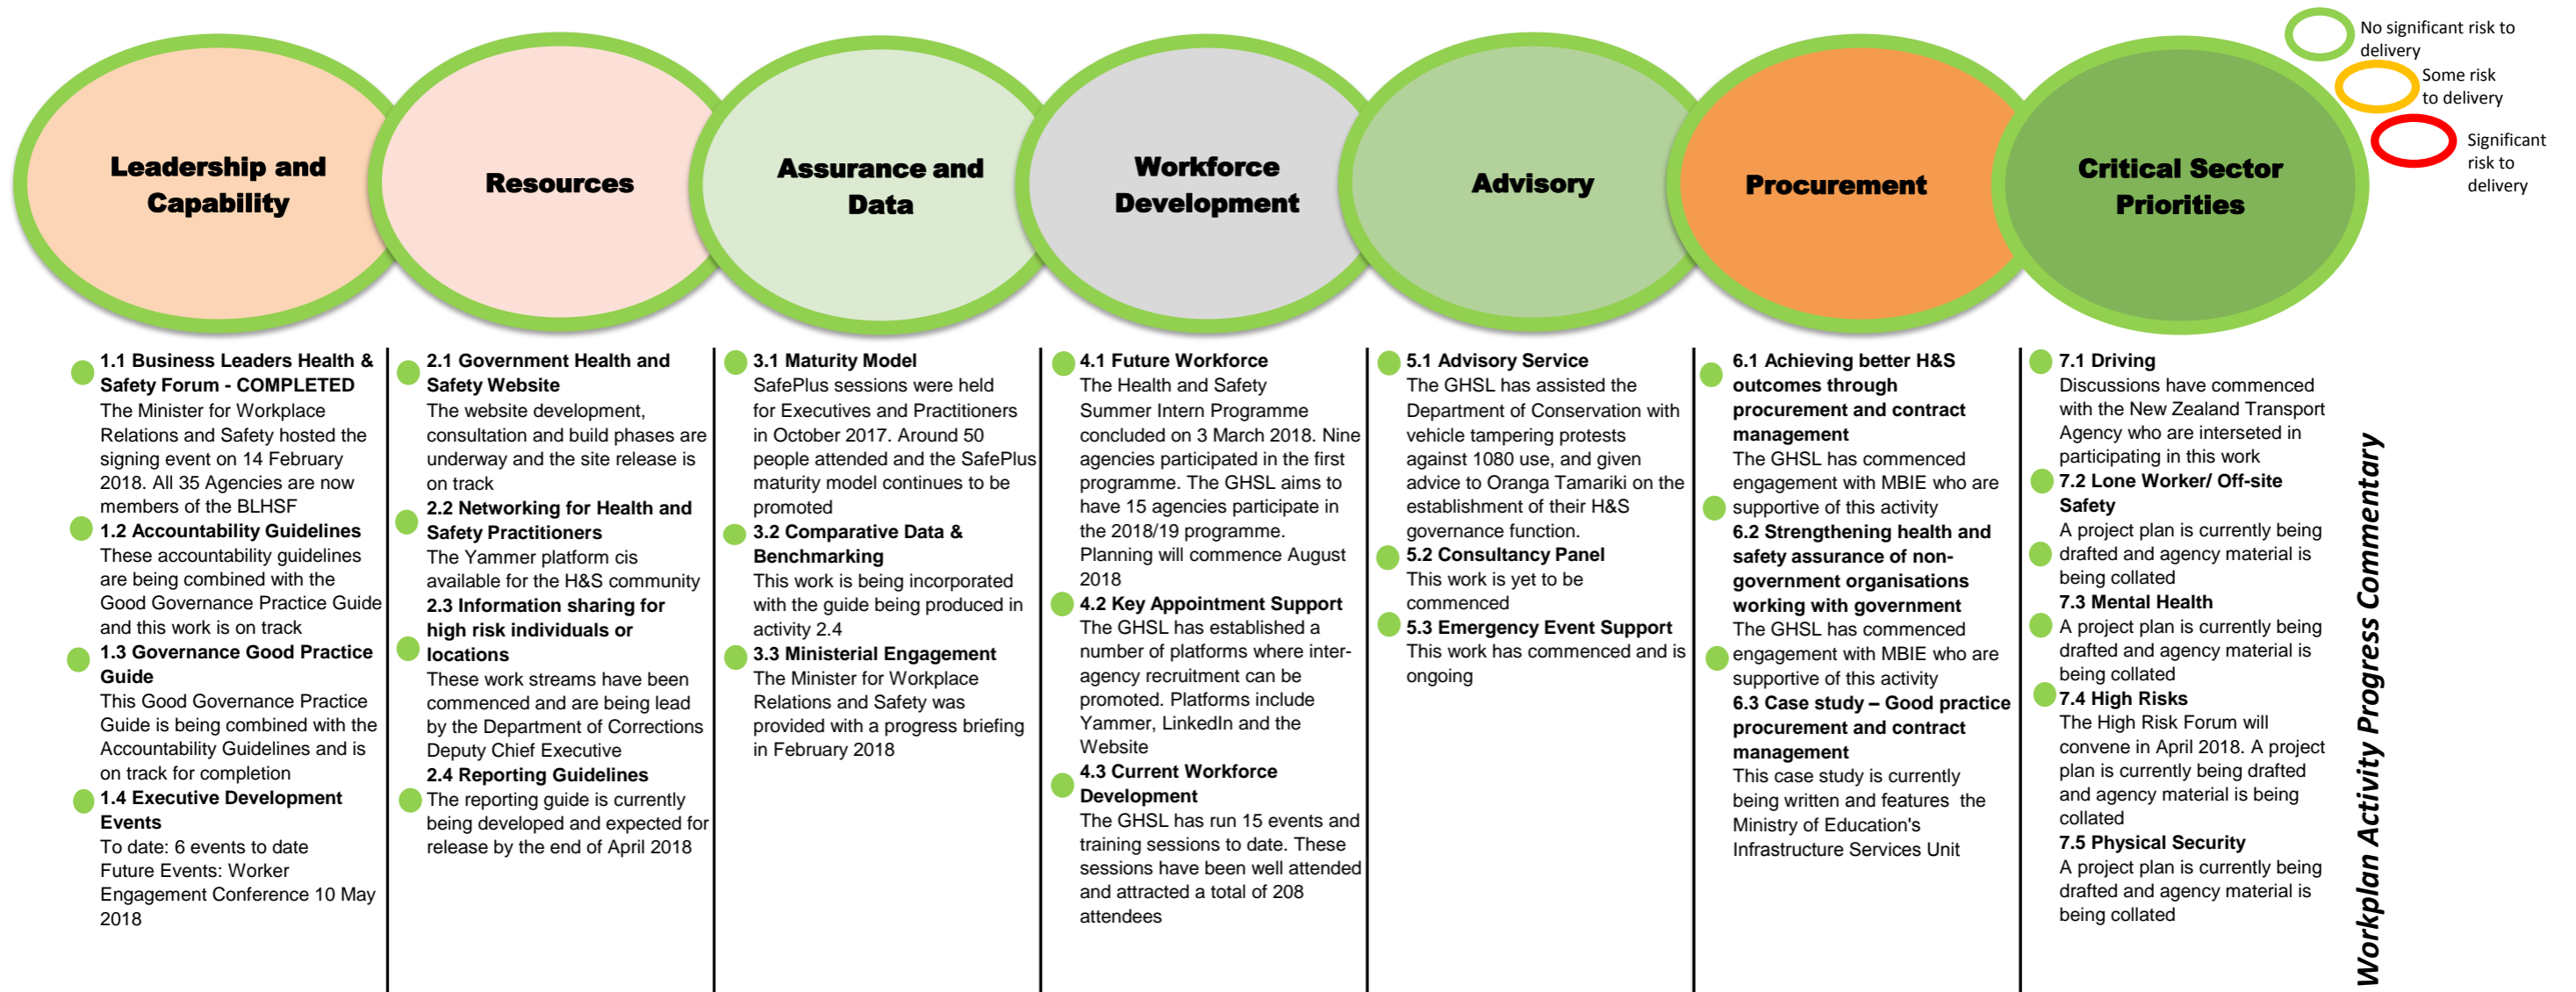 Leadership and
Capability
Resources
Assurance and
Data
Workforce
Development
Advisory
Procurement
Critical Sector
Priorities
No significant risk to
delivery
Some risk
to delivery
Significant
risk to
delivery
1.1 Business Leaders Health &
Safety Forum - COMPLETED
The Minister for Workplace
Relations and Safety hosted the
signing event on 14 February
2018. All 35 Agencies are now
members of the BLHSF
1.2 Accountability Guidelines
These accountability guidelines
are being combined with the
Good Governance Practice Guide
and this work is on track
1.3 Governance Good Practice
Guide
This Good Governance Practice
Guide is being combined with the
Accountability Guidelines and is
on track for completion
1.4 Executive Development
Events
To date: 6 events to date
Future Events: Worker
Engagement Conference 10 May
2018
2.1 Government Health and
Safety Website
The website development,
consultation and build phases are
underway and the site release is
on track
2.2 Networking for Health and
Safety Practitioners
The Yammer platform cis
available for the H&S community
2.3 Information sharing for
high risk individuals or
locations
These work streams have been
commenced and are being lead
by the Department of Corrections
Deputy Chief Executive
2.4 Reporting Guidelines
The reporting guide is currently
being developed and expected for
release by the end of April 2018
3.1 Maturity Model
SafePlus sessions were held
for Executives and Practitioners
in October 2017. Around 50
people attended and the SafePlus
maturity model continues to be
promoted
3.2 Comparative Data &
Benchmarking
This work is being incorporated
with the guide being produced in
activity 2.4
3.3 Ministerial Engagement
The Minister for Workplace
Relations and Safety was
provided with a progress briefing
in February 2018
4.1 Future Workforce
The Health and Safety
Summer Intern Programme
concluded on 3 March 2018. Nine
agencies participated in the first
programme. The GHSL aims to
have 15 agencies participate in
the 2018/19 programme.
Planning will commence August
2018
4.2 Key Appointment Support
The GHSL has established a
number of platforms where inter-
agency recruitment can be
promoted. Platforms include
Yammer, LinkedIn and the
Website
4.3 Current Workforce
Development
The GHSL has run 15 events and
training sessions to date. These
sessions have been well attended
and attracted a total of 208
attendees
5.1 Advisory Service
The GHSL has assisted the
Department of Conservation with
vehicle tampering protests
against 1080 use, and given
advice to Oranga Tamariki on the
establishment of their H&S
governance function.
5.2 Consultancy Panel
This work is yet to be
commenced
5.3 Emergency Event Support
This work has commenced and is
ongoing
6.1 Achieving better H&S
outcomes through
procurement and contract
management
The GHSL has commenced
engagement with MBIE who are
supportive of this activity
6.2 Strengthening health and
safety assurance of non-
government organisations
working with government
The GHSL has commenced
engagement with MBIE who are
supportive of this activity
6.3 Case study – Good practice
procurement and contract
management
This case study is currently
being written and features the
Ministry of Education's
Infrastructure Services Unit
7.1 Driving
Discussions have commenced
with the New Zealand Transport
Agency who are interseted in
participating in this work
7.2 Lone Worker/ Off-site
Safety
A project plan is currently being
drafted and agency material is
being collated
7.3 Mental Health
A project plan is currently being
drafted and agency material is
being collated
7.4 High Risks
The High Risk Forum will
convene in April 2018. A project
plan is currently being drafted
and agency material is being
collated
7.5 Physical Security
A project plan is currently being
drafted and agency material is
being collated
Workplan Activity Progress Commentary